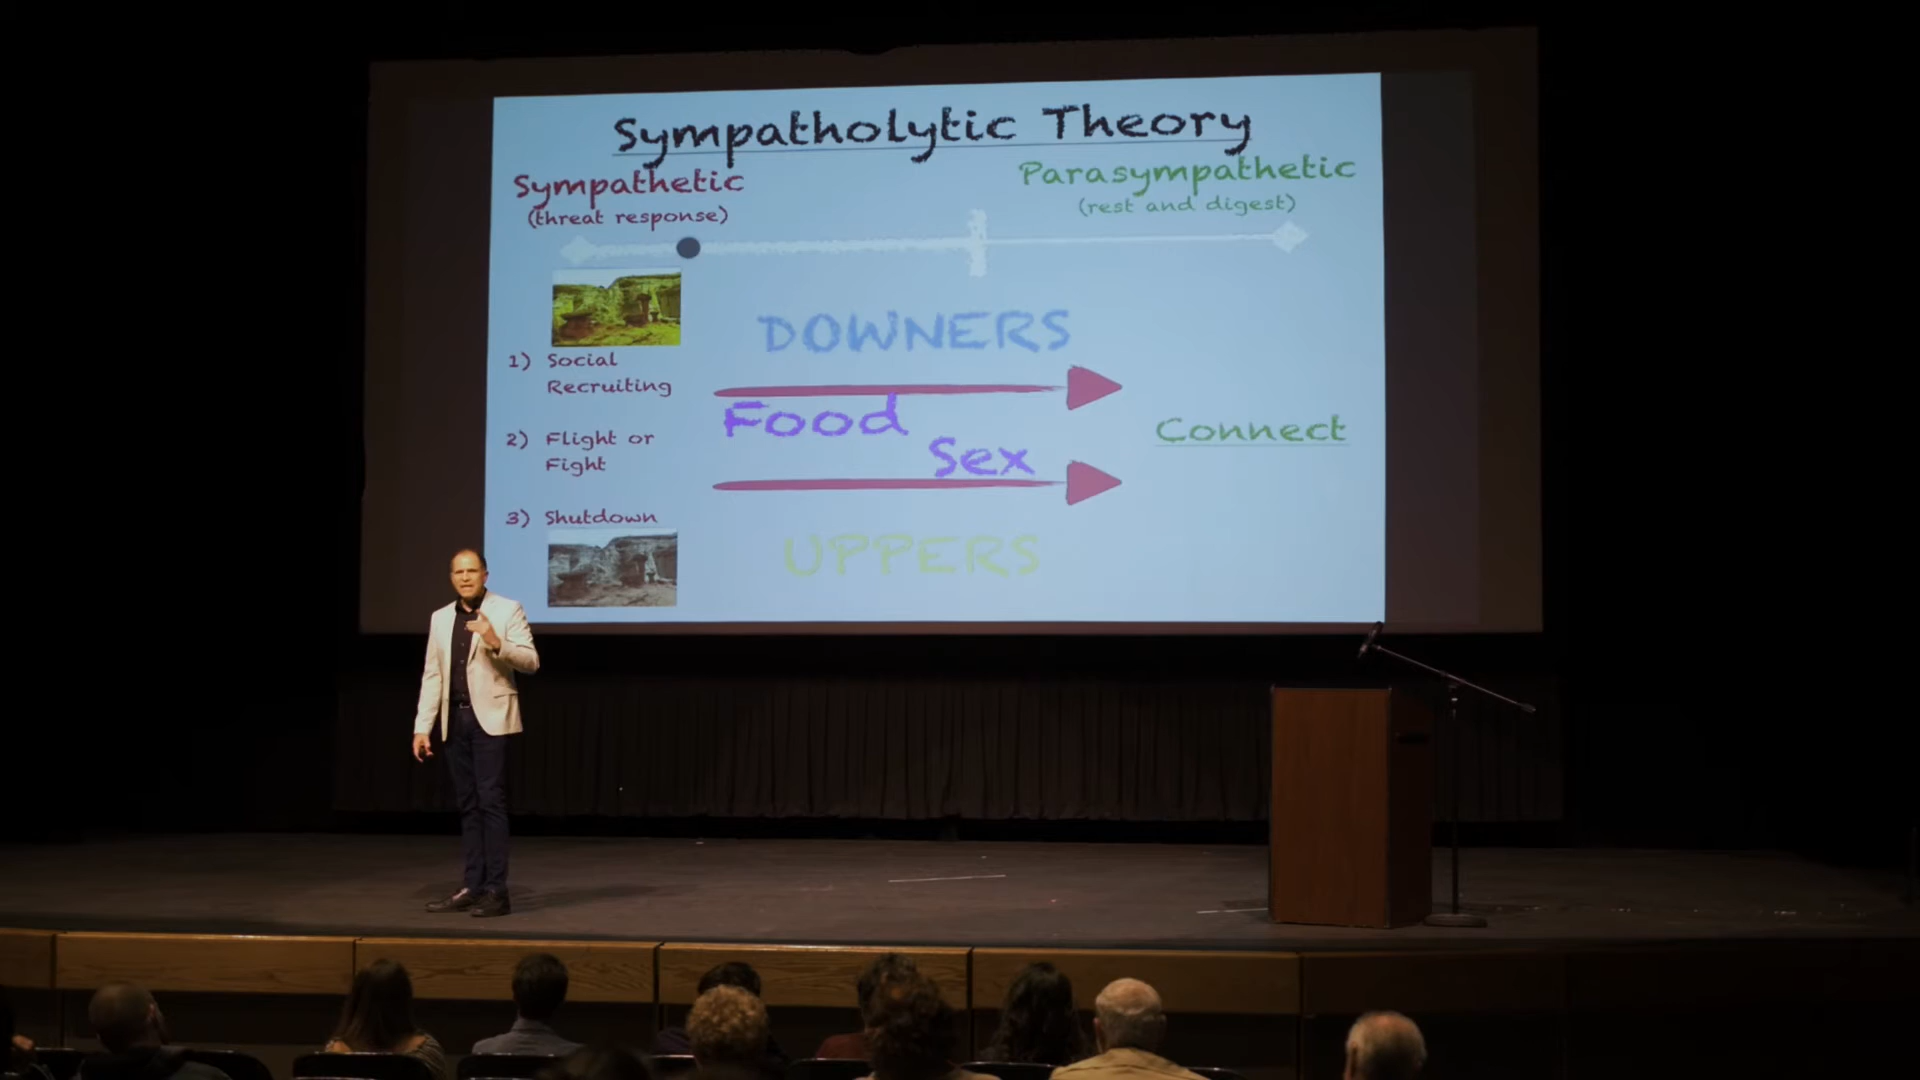 Sympatholytic Theory
Sympathetic
(threat response)
Parasympathetic
(rest and digest)
DOWNERS
1) Social
Recruiting
Food
Connect
2) Flight or
Fight
Sex
3) Shutdown
UPPERS